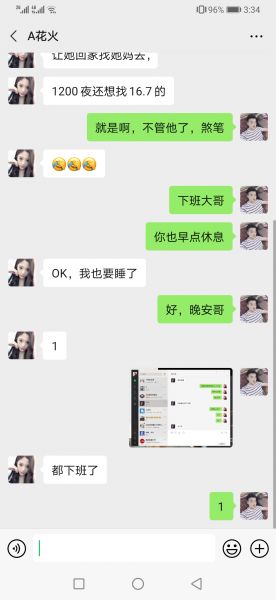 96% 3:34
A花火
让她回家找她妈去，
1200 夜还想找 16.7 的
就是啊，不管他了，煞笔
下班大哥
你也早点休息
OK，我也要睡了
好，晚安哥
1
都下班了
1